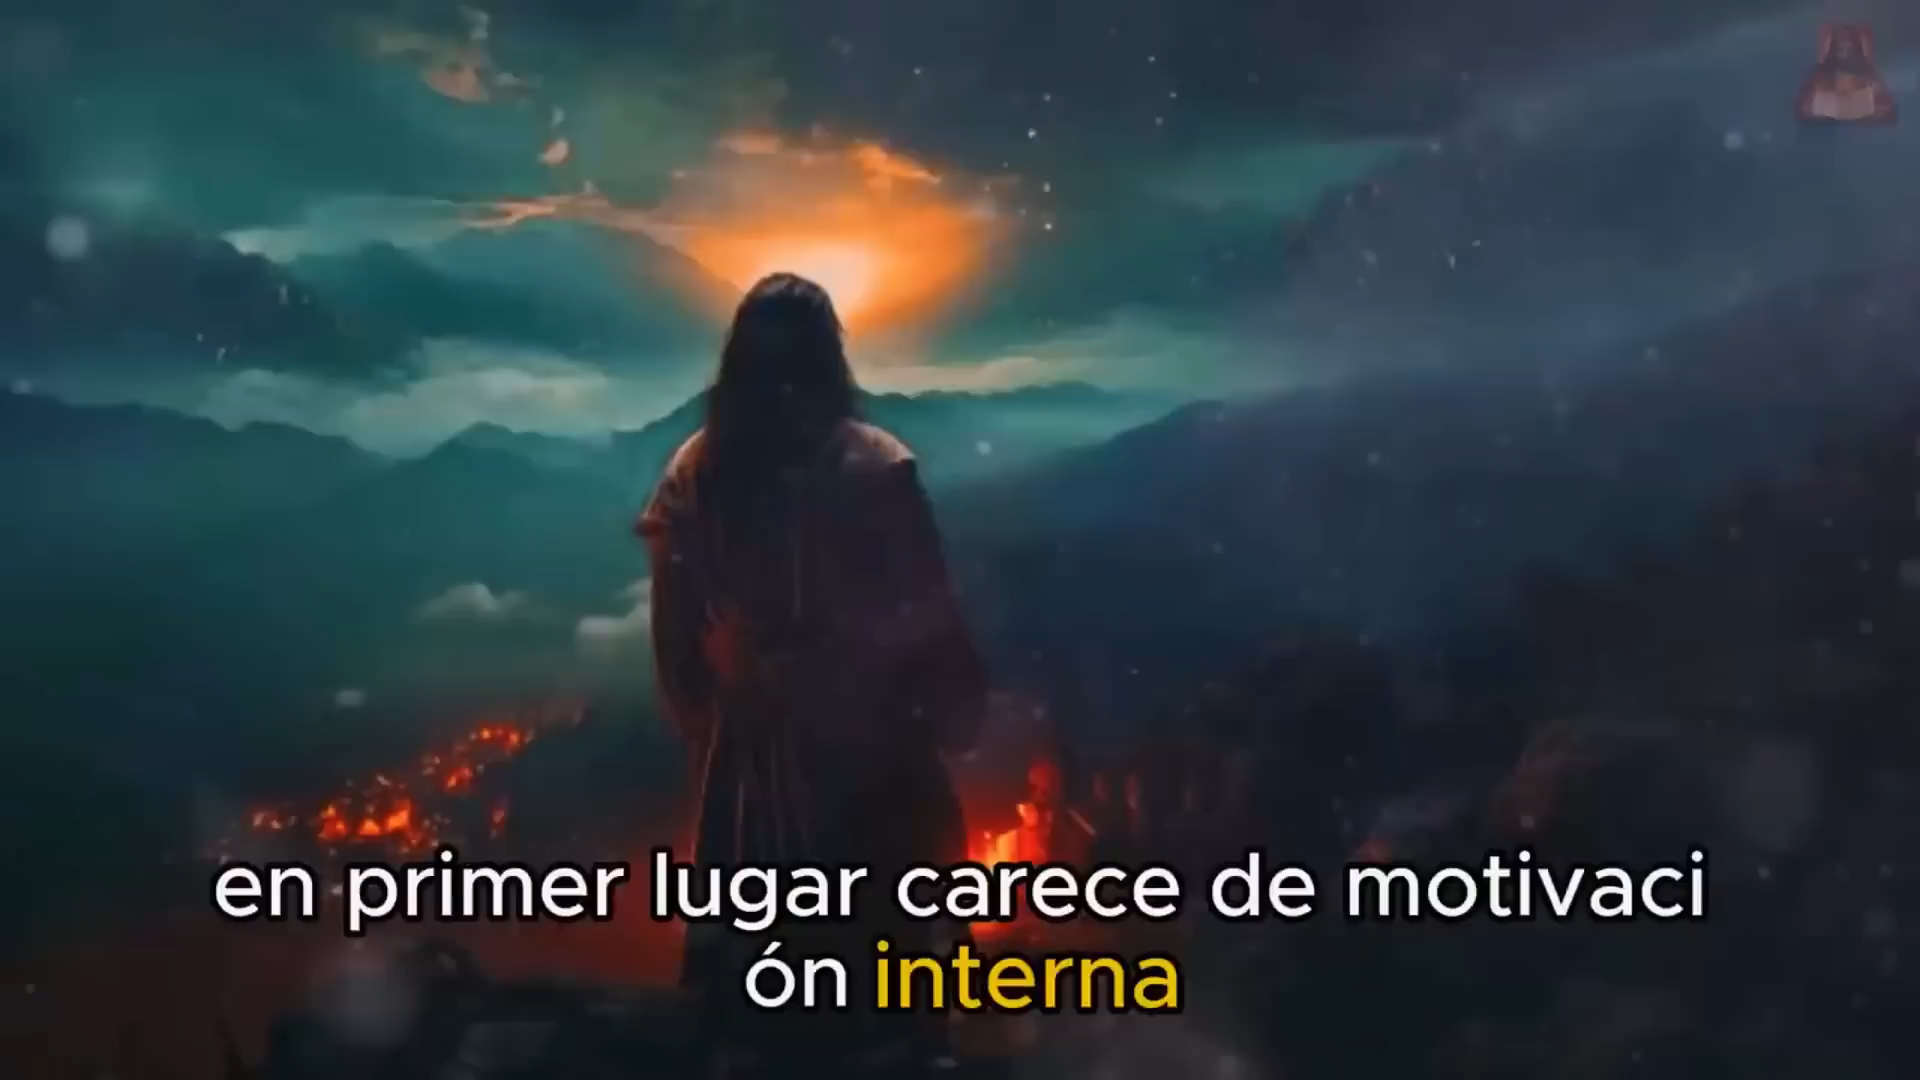 en primer lugar carece de motivaci
ón interna